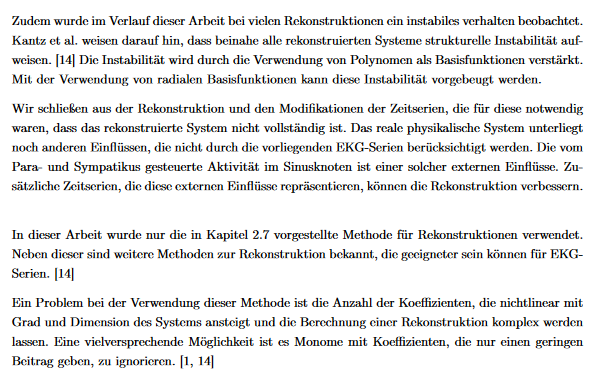 Zudem wurde im Verlauf dieser Arbeit bei vielen Rekonstruktionen ein instabiles verhalten beobachtet.
Kantz et al. weisen darauf hin, dass beinahe alle rekonstruierten Systeme strukturelle Instabilität auf-
weisen. [14] Die Instabilität wird durch die Verwendung von Polynomen als Basisfunktionen verstärkt.
Mit der Verwendung von radialen Basisfunktionen kann diese Instabilität vorgebeugt werden.
Wir schließen aus der Rekonstruktion und den Modifikationen der Zeitserien, die für diese notwendig
waren, dass das rekonstruierte System nicht vollständig ist. Das reale physikalische System unterliegt
noch anderen Einflüssen, die nicht durch die vorliegenden EKG-Serien berücksichtigt werden. Die vom
Para- und Sympatikus gesteuerte Aktivität im Sinusknoten ist einer solcher externen Einflüsse. Zu-
sätzliche Zeitserien, die diese externen Einflüsse repräsentieren, können die Rekonstruktion verbessern.
In dieser Arbeit wurde nur die in Kapitel 2.7 vorgestellte Methode für Rekonstruktionen verwendet.
Neben dieser sind weitere Methoden zur Rekonstruktion bekannt, die geeigneter sein können für EKG-
Serien. [14]
Ein Problem bei der Verwendung dieser Methode ist die Anzahl der Koeffizienten, die nichtlinear mit
Grad und Dimension des Systems ansteigt und die Berechnung einer Rekonstruktion komplex werden
lassen. Eine vielversprechende Möglichkeit ist es Monome mit Koeffizienten, die nur einen geringen
Beitrag geben, zu ignorieren. [1, 14]